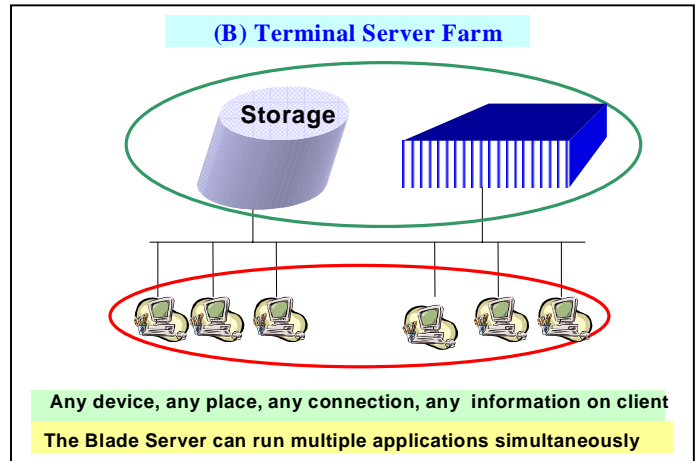 (B) Terminal Server Farm
Storage
Any device, any place, any connection, any information on client
The Blade Server can run multiple applications simultaneously